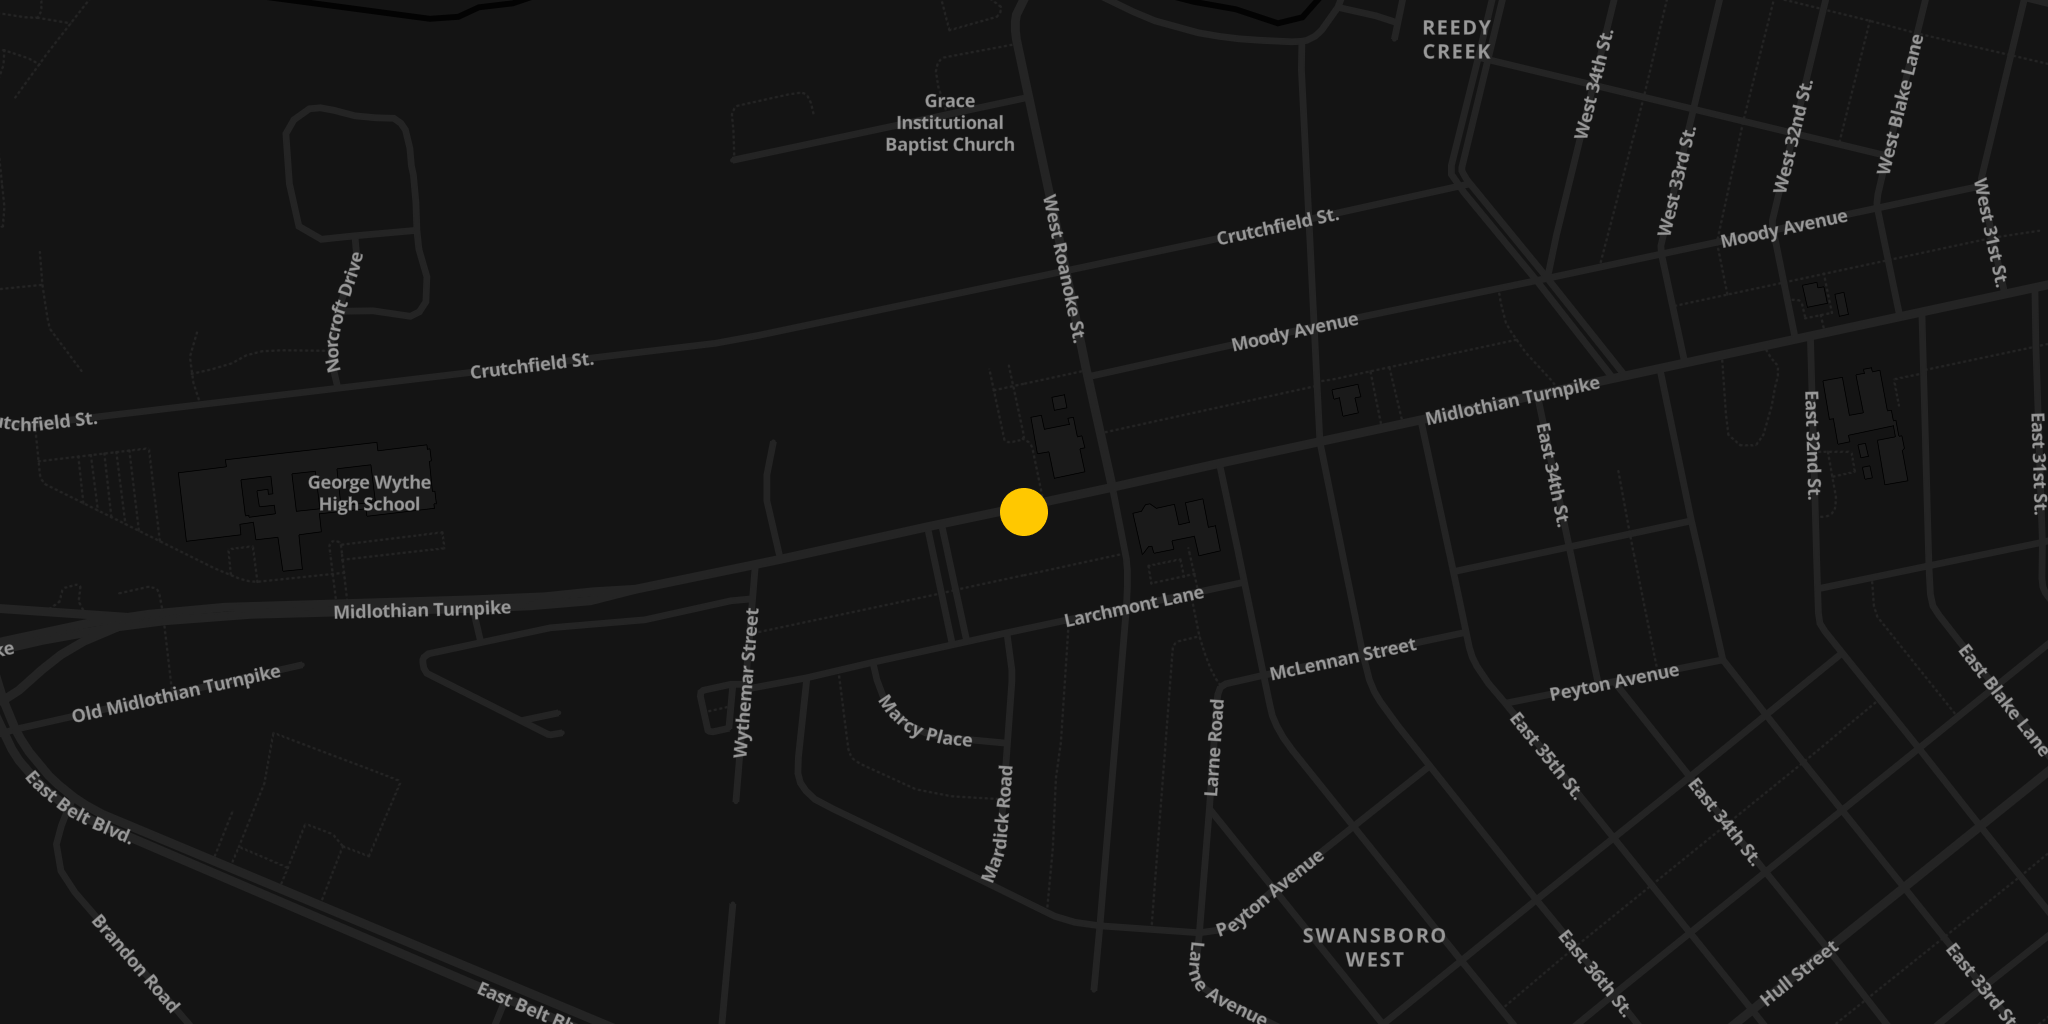 REEDY
CREEK
West 34th St.
West Blake Lane
West 32nd St.
West 33rd St.
Grace
Institutional
Baptist Church
West Roanoke St.
Crutchfield St.
Moody Avenue
West 31st St.
Norcroft Drive
Crutchfield St.
Moody Avenue
Midlothian Turnpike
utchfield St.
George Wythe
High School
East 34th St.
East 32nd St.
East 31st St.
Midlothian Turnpike
Larchmont Lane
Wythemar Street
McLennan Street
Peyton Avenue
East Blake Lane
ke
Old Midlothian Turnpike
Marcy Place
Larne Road
East 35th St.
Mardick Road
East 34th St.
East Belt Blvd.
Peyton Avenue
SWANSBORO
WEST
Brandon Road
East Belt Bl
Larne Avenue
East 36th St.
Hull Street
East 33rd St